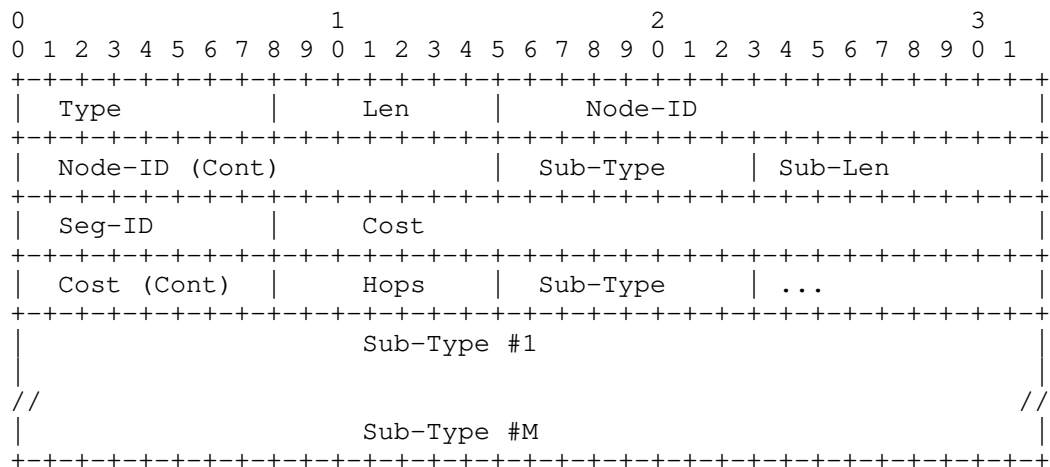 0                   1                   2                   3
0 1 2 3 4 5 6 7 8 9 0 1 2 3 4 5 6 7 8 9 0 1 2 3 4 5 6 7 8 9 0 1
+-+-+-+-+-+-+-+-+-+-+-+-+-+-+-+-+-+-+-+-+-+-+-+-+-+-+-+-+-+-+-+-+
|  Type         |     Len     |     Node-ID                     |
+-+-+-+-+-+-+-+-+-+-+-+-+-+-+-+-+-+-+-+-+-+-+-+-+-+-+-+-+-+-+-+-+
|  Node-ID (Cont)             |  Sub-Type     | Sub-Len         |
+-+-+-+-+-+-+-+-+-+-+-+-+-+-+-+-+-+-+-+-+-+-+-+-+-+-+-+-+-+-+-+-+
|  Seg-ID       |     Cost                                      |
+-+-+-+-+-+-+-+-+-+-+-+-+-+-+-+-+-+-+-+-+-+-+-+-+-+-+-+-+-+-+-+-+
|  Cost (Cont)  |     Hops    |  Sub-Type     | ...             |
+-+-+-+-+-+-+-+-+-+-+-+-+-+-+-+-+-+-+-+-+-+-+-+-+-+-+-+-+-+-+-+-+
|                     Sub-Type #1                               |
|                                                               |
//                                                             //
|                     Sub-Type #M                               |
+-+-+-+-+-+-+-+-+-+-+-+-+-+-+-+-+-+-+-+-+-+-+-+-+-+-+-+-+-+-+-+-+